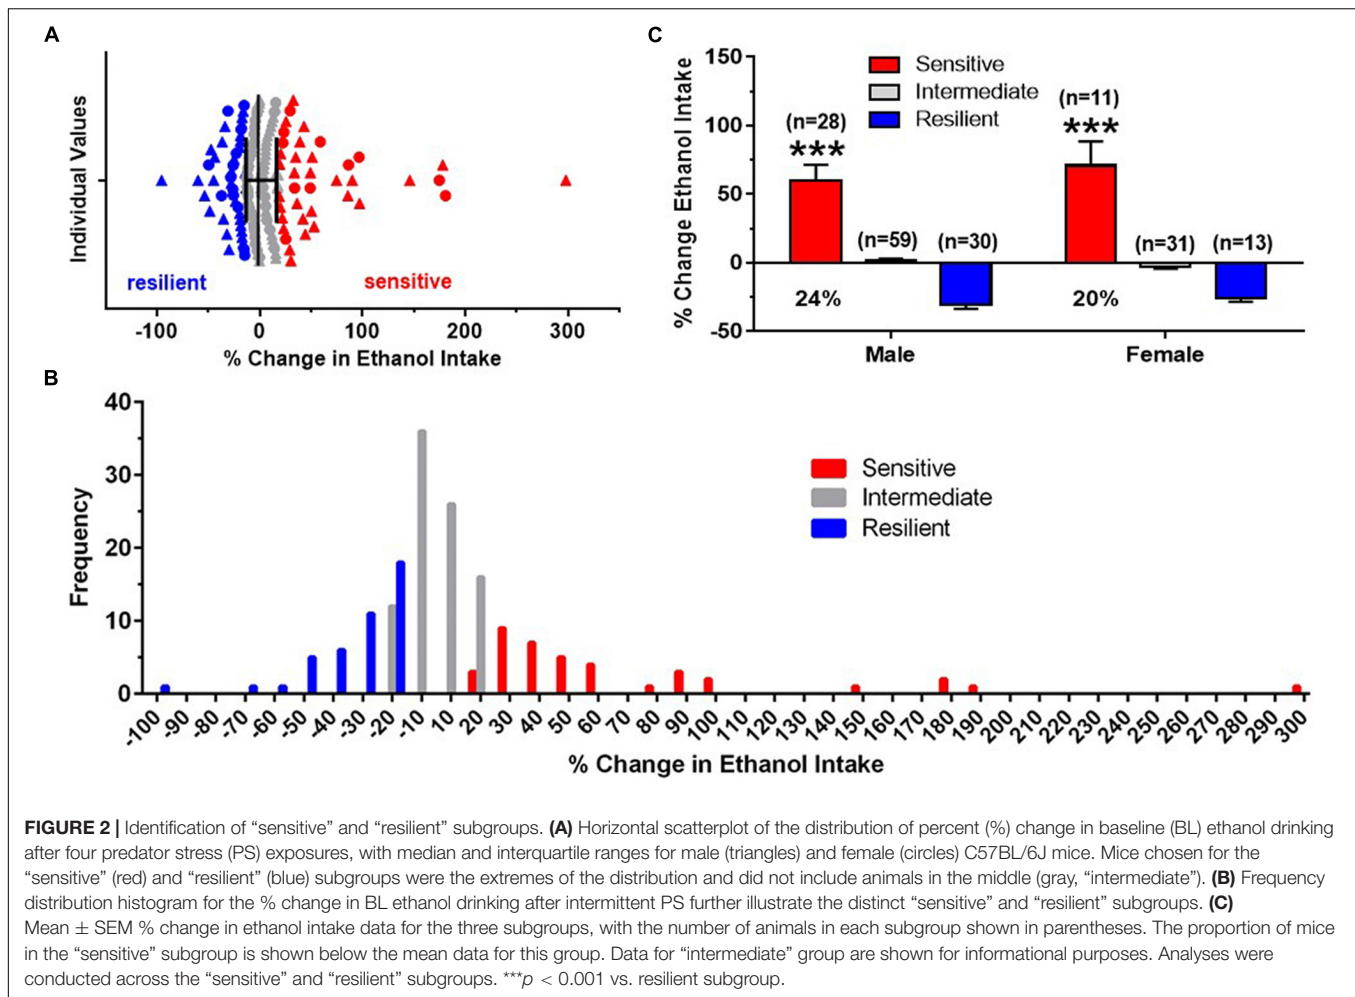 A
Individual Values
resilient
sensitive
-100 0 100 200 300
% Change in Ethanol Intake
C
% Change Ethanol Intake
150
100
50
0
-50
Sensitive
Intermediate
Resilient
(n=28)
***
(n=59)
(n=30)
(n=11)
***
(n=31)
(n=13)
24%
20%
Male
Female
B
Frequency
40
30
20
10
0
Sensitive
Intermediate
Resilient
-100 -90 -80 -70 -60 -50 -40 -30 -20 -10 10 20 30 40 50 60 70 80 90 100 110 120 130 140 150 160 170 180 190 200 210 220 230 240 250 260 270 280 290 300
% Change in Ethanol Intake
FIGURE 2 | Identification of “sensitive” and “resilient” subgroups. (A) Horizontal scatterplot of the distribution of percent (%) change in baseline (BL) ethanol drinking
after four predator stress (PS) exposures, with median and interquartile ranges for male (triangles) and female (circles) C57BL/6J mice. Mice chosen for the
“sensitive” (red) and “resilient” (blue) subgroups were the extremes of the distribution and did not include animals in the middle (gray, “intermediate”). (B) Frequency
distribution histogram for the % change in BL ethanol drinking after intermittent PS further illustrate the distinct “sensitive” and “resilient” subgroups. (C)
Mean ± SEM % change in ethanol intake data for the three subgroups, with the number of animals in each subgroup shown in parentheses. The proportion of mice
in the “sensitive” subgroup is shown below the mean data for this group. Data for “intermediate” group are shown for informational purposes. Analyses were
conducted across the “sensitive” and “resilient” subgroups. ***p < 0.001 vs. resilient subgroup.